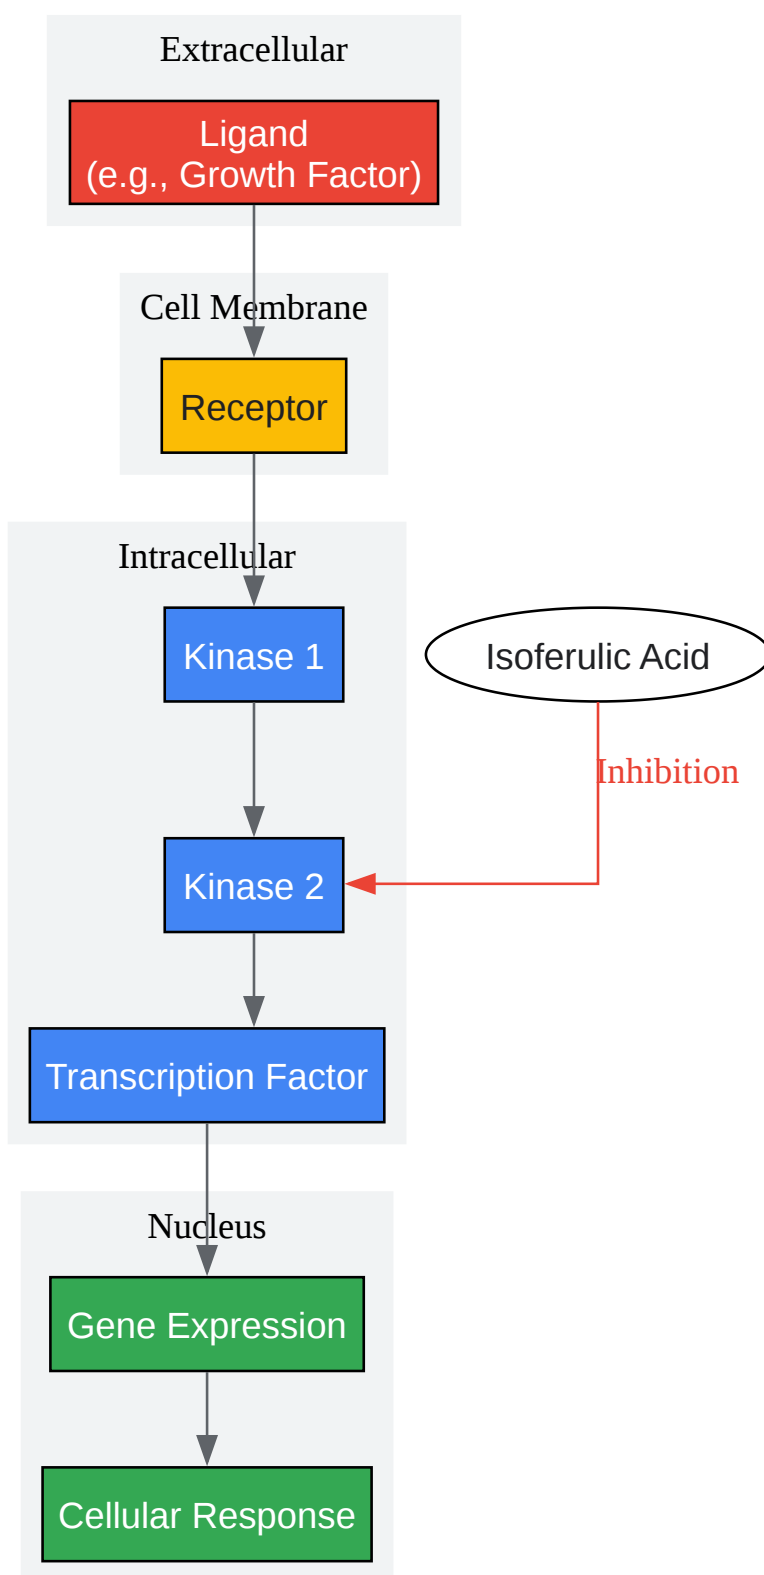 Extracellular
Ligand
(e.g., Growth Factor)
Cell Membrane
Receptor
Intracellular
Kinase 1
Isoferulic Acid
Inhibition
Kinase 2
Transcription Factor
Nucleus
Gene Expression
Cellular Response